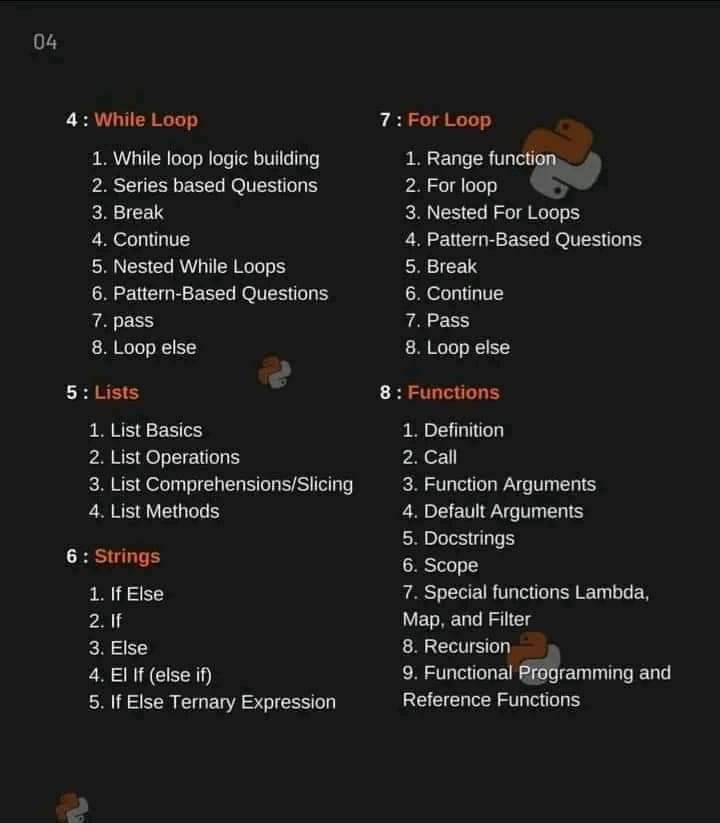 04
4 : While Loop
1. While loop logic building
2. Series based Questions
3. Break
4. Continue
5. Nested While Loops
6. Pattern-Based Questions
7. pass
8. Loop else
5 : Lists
1. List Basics
2. List Operations
3. List Comprehensions/Slicing
4. List Methods
6 : Strings
1. If Else
2. If
3. Else
4. El If (else if)
5. If Else Ternary Expression
7 : For Loop
1. Range function
2. For loop
3. Nested For Loops
4. Pattern-Based Questions
5. Break
6. Continue
7. Pass
8. Loop else
8 : Functions
1. Definition
2. Call
3. Function Arguments
4. Default Arguments
5. Docstrings
6. Scope
7. Special functions Lambda,
Map, and Filter
8. Recursion
9. Functional Programming and
Reference Functions